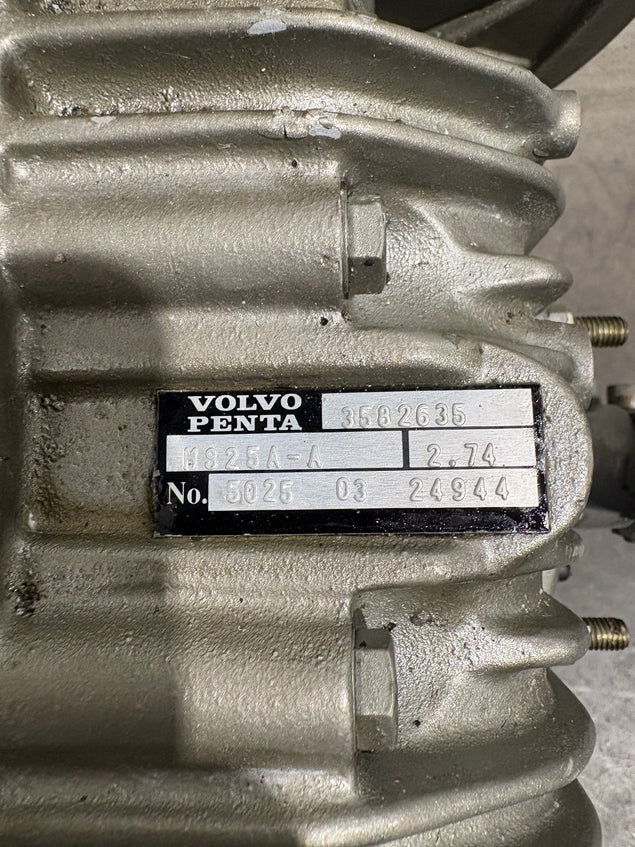 VOLVO
PENTA
3582635
MS25A-A 2.74
No. 5025 03 24944